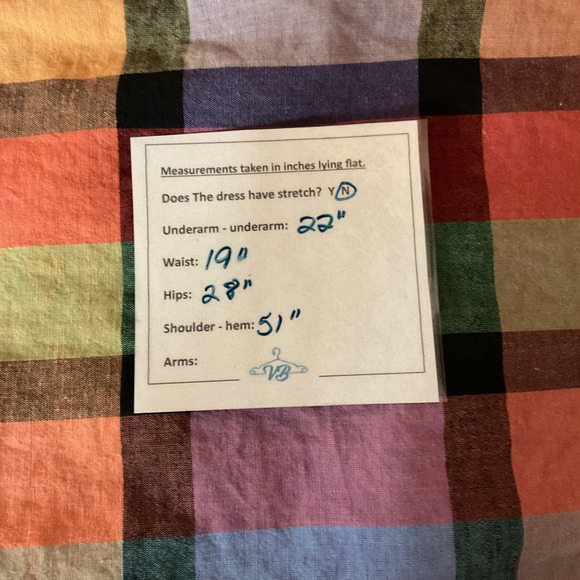 Measurements taken in inches lying flat.
Does The dress have stretch? Y N
Underarm - underarm: 22"
Waist: 19"
Hips: 28"
Shoulder - hem: 51"
Arms:
VB